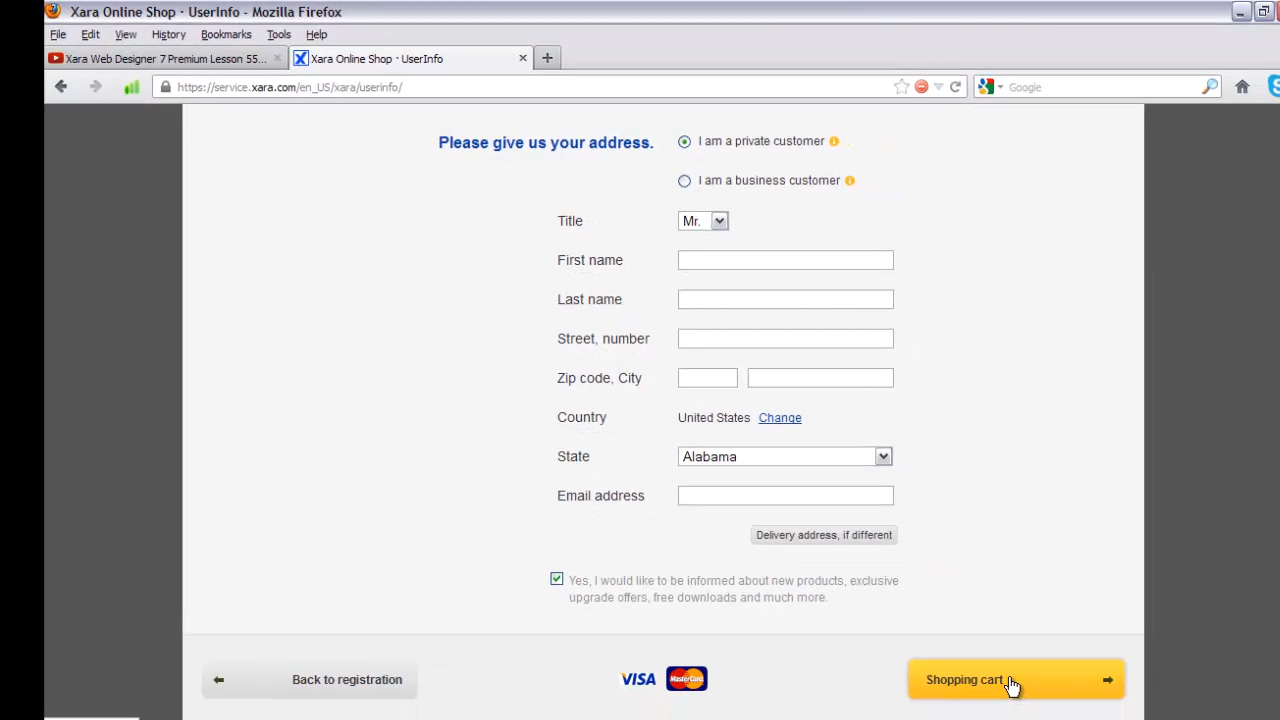 Xara Online Shop · UserInfo - Mozilla Firefox
File Edit View History Bookmarks Tools Help
Xara Web Designer 7 Premium Lesson 55...
Xara Online Shop · UserInfo
https://service.xara.com/en_US/xara/userinfo/
Google
Please give us your address.
I am a private customer
I am a business customer
Title Mr.
First name
Last name
Street, number
Zip code, City
Country United States Change
State Alabama
Email address
Delivery address, if different
Yes, I would like to be informed about new products, exclusive
upgrade offers, free downloads and much more.
Back to registration
VISA
MasterCard
Shopping cart